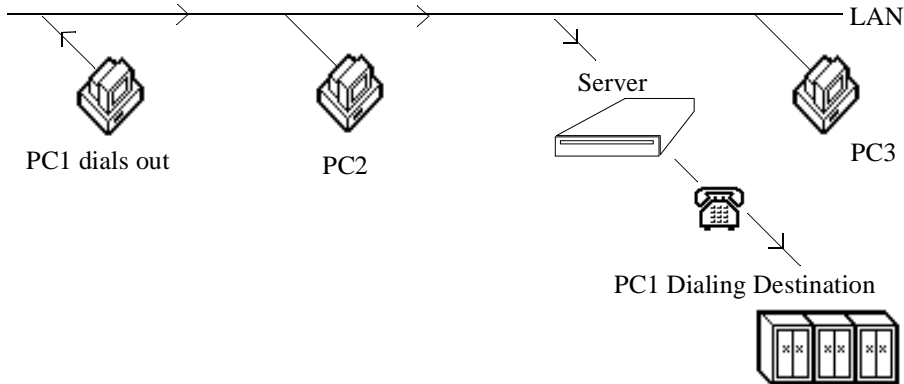 LAN
Server
PC1 dials out
PC2
PC3
PC1 Dialing Destination